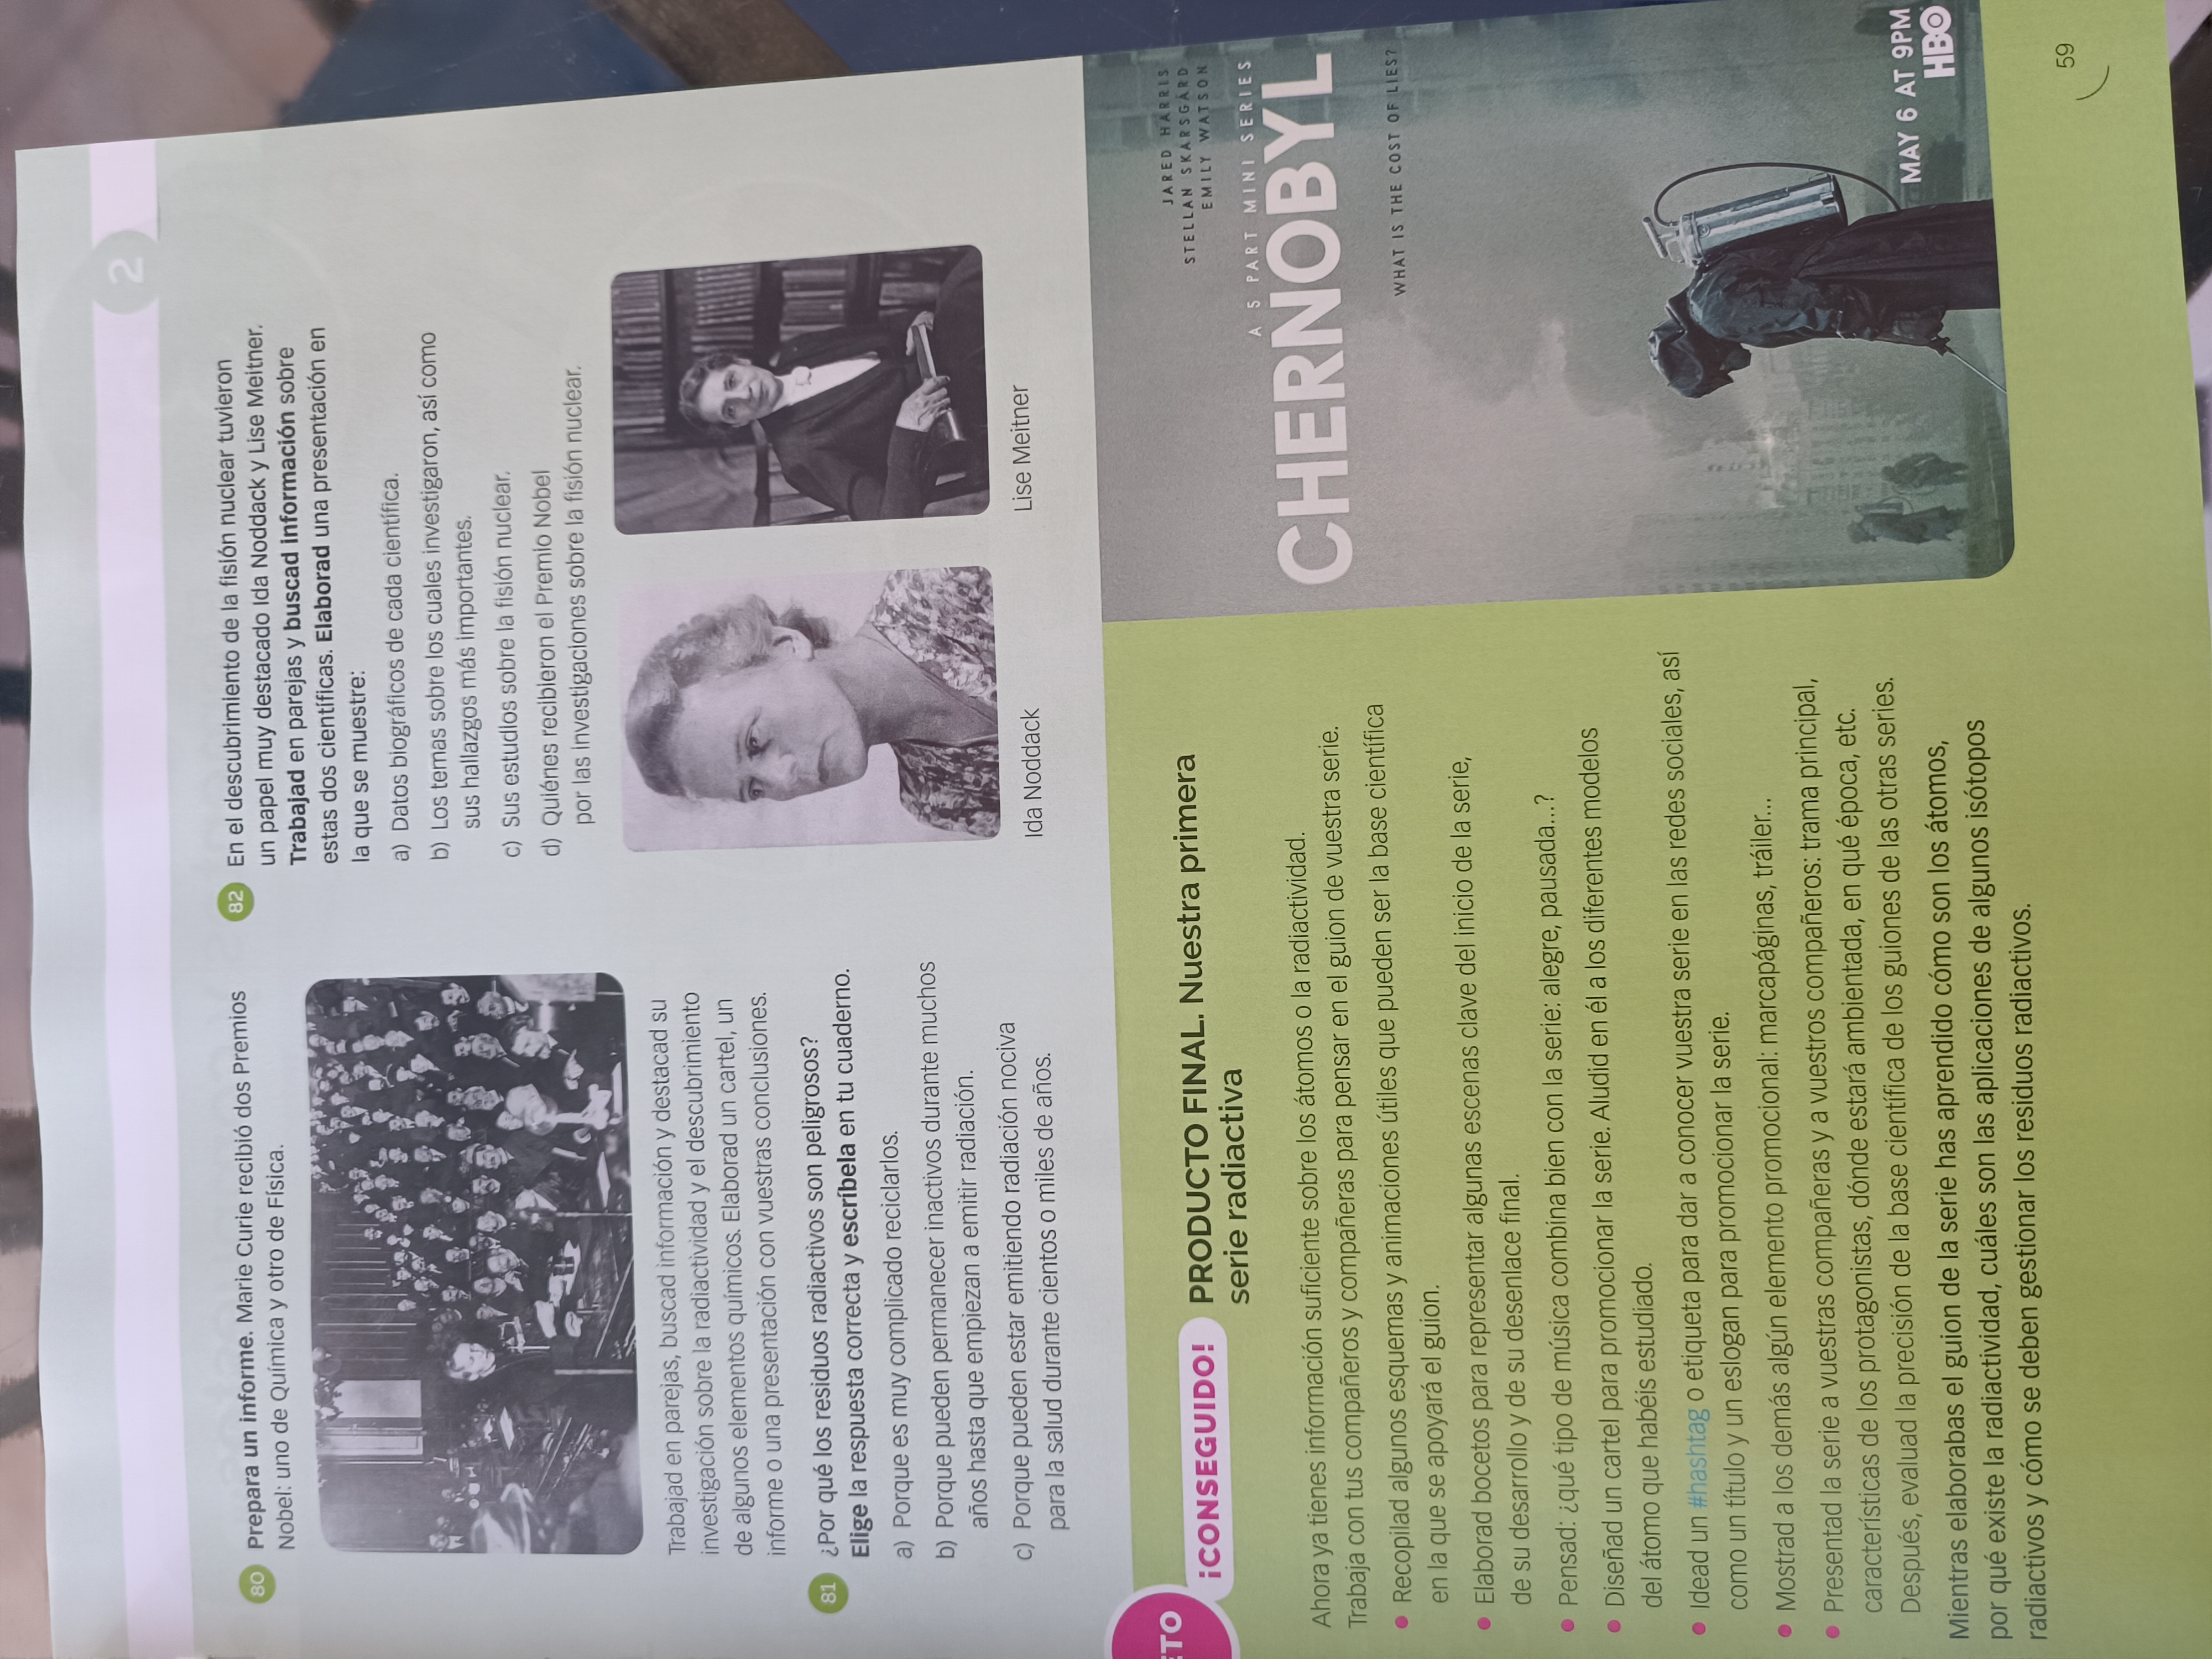 2
80 Prepara un informe. Marie Curie recibió dos Premios
Nobel: uno de Química y otro de Física.
Trabajad en parejas, buscad información y destacad su
investigación sobre la radiactividad y el descubrimiento
de algunos elementos químicos. Elaborad un cartel, un
informe o una presentación con vuestras conclusiones.
81 ¿Por qué los residuos radiactivos son peligrosos?
Elige la respuesta correcta y escríbela en tu cuaderno.
a) Porque es muy complicado reciclarlos.
b) Porque pueden permanecer inactivos durante muchos
años hasta que empiezan a emitir radiación.
c) Porque pueden estar emitiendo radiación nociva
para la salud durante cientos o miles de años.
82 En el descubrimiento de la fisión nuclear tuvieron
un papel muy destacado Ida Noddack y Lise Meitner.
Trabajad en parejas y buscad información sobre
estas dos científicas. Elaborad una presentación en
la que se muestre:
a) Datos biográficos de cada científica.
b) Los temas sobre los cuales investigaron, así como
sus hallazgos más importantes.
c) Sus estudios sobre la fisión nuclear.
d) Quiénes recibieron el Premio Nobel
por las investigaciones sobre la fisión nuclear.
Ida Noddack
Lise Meitner
¡CONSEGUIDO!
PRODUCTO FINAL. Nuestra primera
serie radiactiva
Ahora ya tienes información suficiente sobre los átomos o la radiactividad.
Trabaja con tus compañeros y compañeras para pensar en el guion de vuestra serie.
● Recopilad algunos esquemas y animaciones útiles que pueden ser la base científica
en la que se apoyará el guion.
● Elaborad bocetos para representar algunas escenas clave del inicio de la serie,
de su desarrollo y de su desenlace final.
● Pensad: ¿qué tipo de música combina bien con la serie: alegre, pausada...?
● Diseñad un cartel para promocionar la serie. Aludid en él a los diferentes modelos
del átomo que habéis estudiado.
● Idead un #hashtag o etiqueta para dar a conocer vuestra serie en las redes sociales, así
como un título y un eslogan para promocionar la serie.
● Mostrad a los demás algún elemento promocional: marcapáginas, tráiler...
● Presentad la serie a vuestras compañeras y a vuestros compañeros: trama principal,
características de los protagonistas, dónde estará ambientada, en qué época, etc.
Después, evaluad la precisión de la base científica de los guiones de las otras series.
Mientras elaborabas el guion de la serie has aprendido cómo son los átomos,
por qué existe la radiactividad, cuáles son las aplicaciones de algunos isótopos
radiactivos y cómo se deben gestionar los residuos radiactivos.
JARED HARRIS
STELLAN SKARSGARD
EMILY WATSON
A 5 PART MINI SERIES
CHERNOBYL
WHAT IS THE COST OF LIES?
MAY 6 AT 9PM
HBO
59